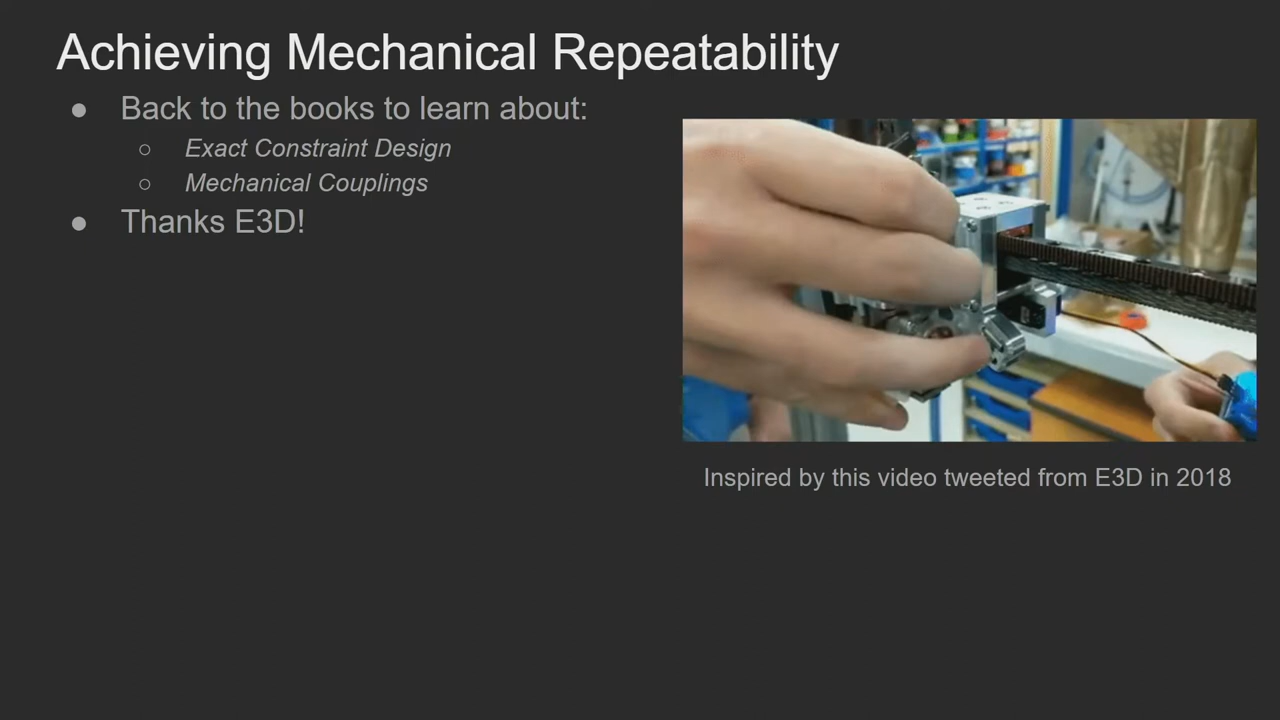 Achieving Mechanical Repeatability
● Back to the books to learn about:
○ Exact Constraint Design
○ Mechanical Couplings
● Thanks E3D!
Inspired by this video tweeted from E3D in 2018